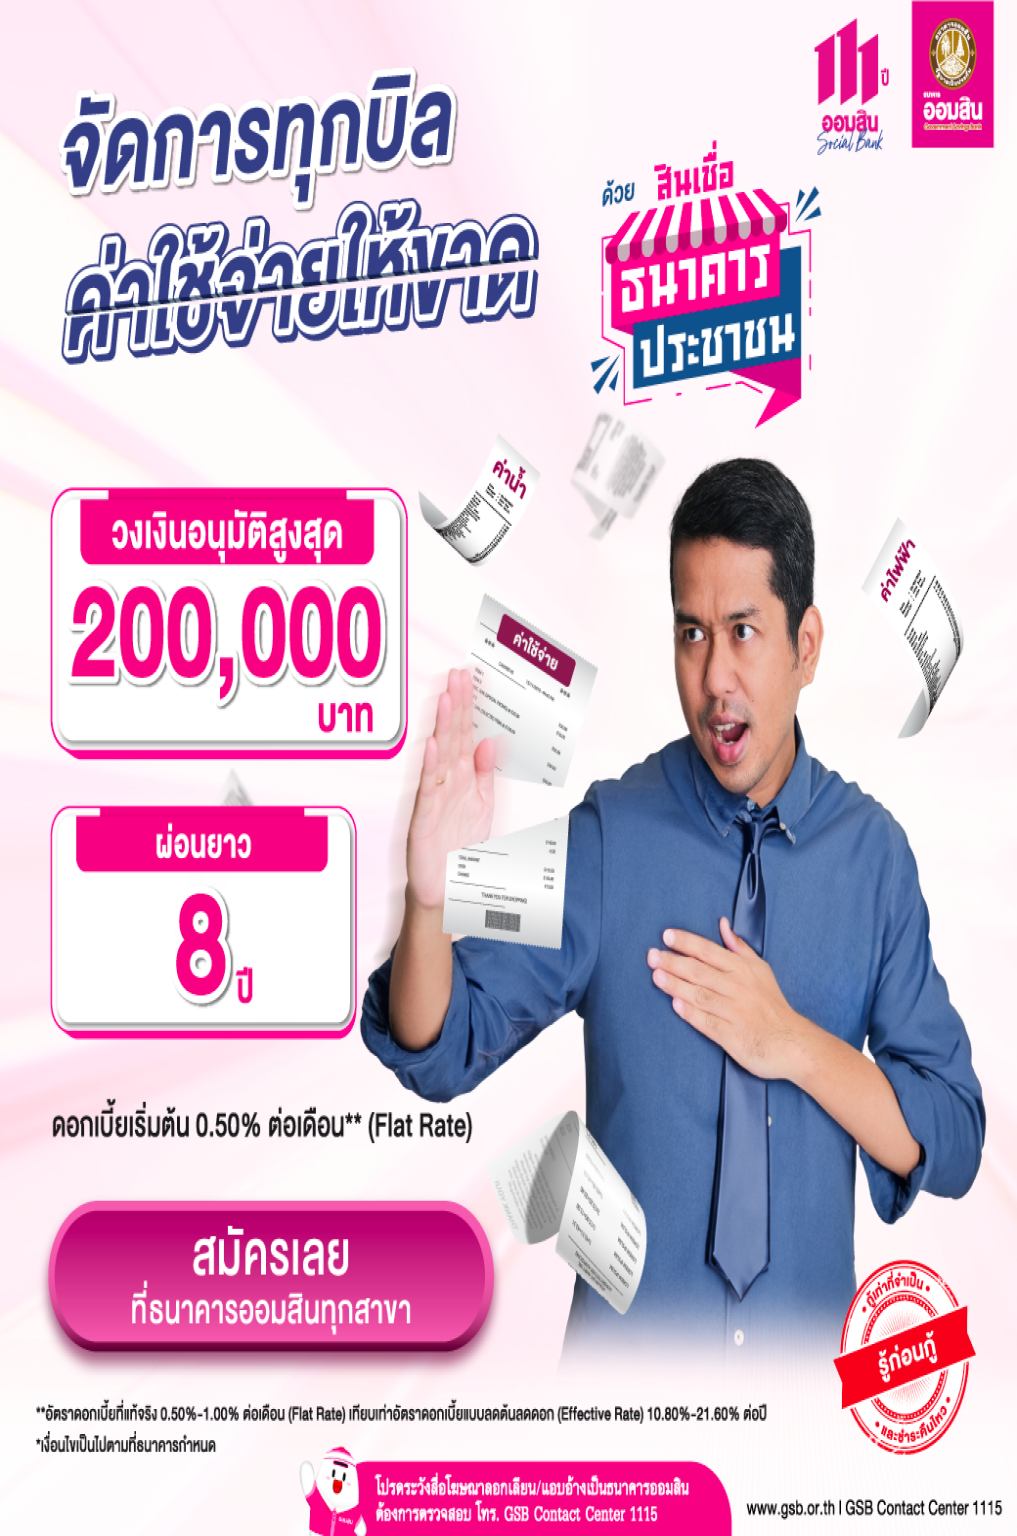 111 ปี
ออมสิน
Social Bank
ธนาคาร
ออมสิน
Government Savings Bank
จัดการทุกบิล
ค่าใช้จ่ายให้ขาด
ด้วย สินเชื่อ
ธนาคาร
ประชาชน
ค่าน้ำ
ค่าไฟฟ้า
ค่าใช้จ่าย
วงเงินอนุมัติสูงสุด
200,000
บาท
ผ่อนยาว
8 ปี
THANK YOU FOR SHOPPING
ดอกเบี้ยเริ่มต้น 0.50% ต่อเดือน** (Flat Rate)
สมัครเลย
ที่ธนาคารออมสินทุกสาขา
กู้เท่าที่จำเป็น
รู้ก่อนกู้
และชำระคืนไหว
**อัตราดอกเบี้ยที่แท้จริง 0.50%-1.00% ต่อเดือน (Flat Rate) เทียบเท่าอัตราดอกเบี้ยแบบลดต้นลดดอก (Effective Rate) 10.80%-21.60% ต่อปี
*เงื่อนไขเป็นไปตามที่ธนาคารกำหนด
โปรดระวังสื่อโฆษณาลอกเลียน/แอบอ้างเป็นธนาคารออมสิน
ต้องการตรวจสอบ โทร. GSB Contact Center 1115
www.gsb.or.th I GSB Contact Center 1115